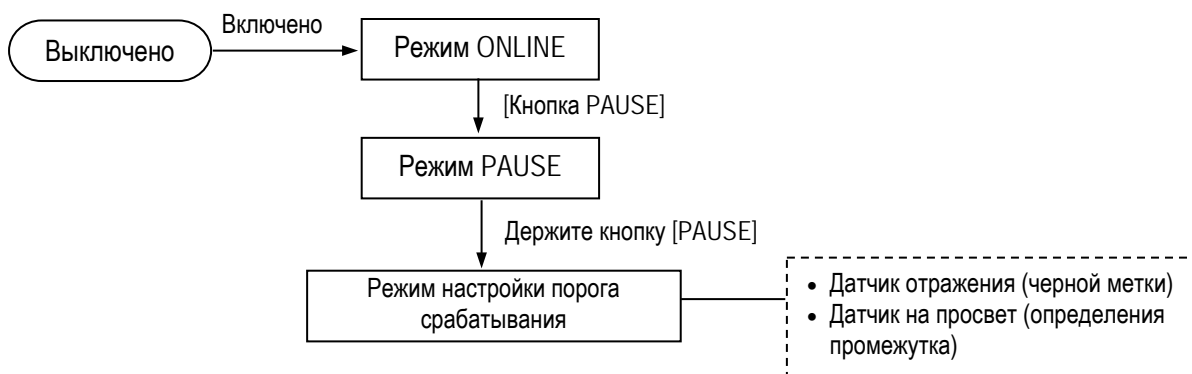 Включено
Выключено
Режим ONLINE
[Кнопка PAUSE]
Режим PAUSE
Держите кнопку [PAUSE]
Режим настройки порога
срабатывания
• Датчик отражения (черной метки)
• Датчик на просвет (определения
промежутка)